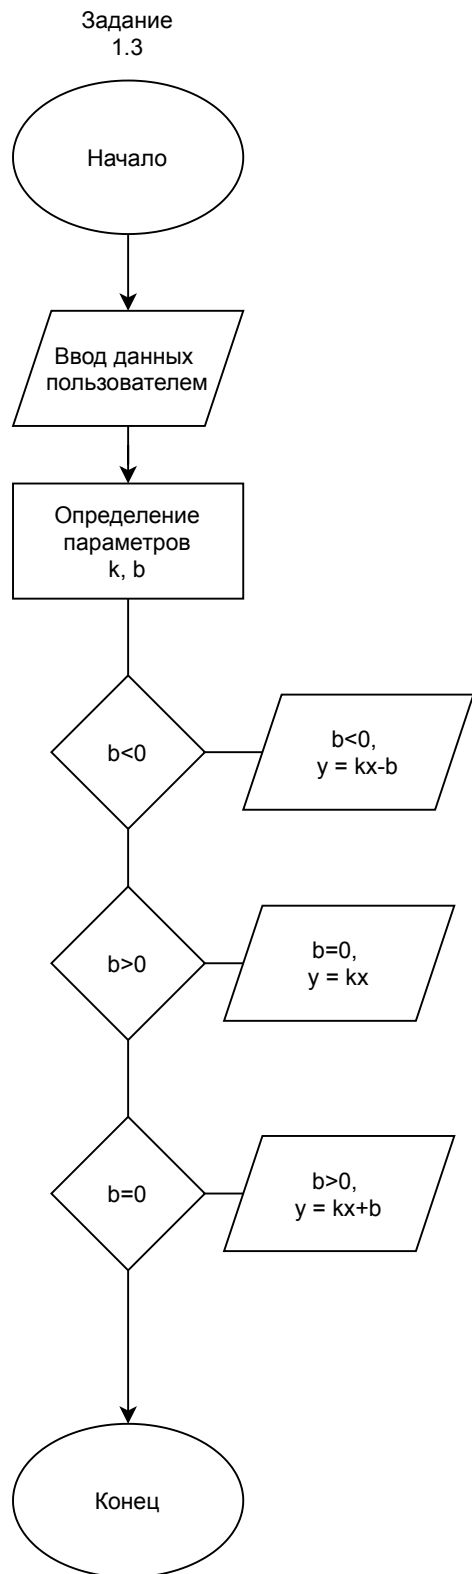 Задание
1.3
Начало
Ввод данных
пользователем
Определение
параметров
k, b
b<0
b<0,
y = kx-b
b>0
b=0,
y = kx
b=0
b>0,
y = kx+b
Конец